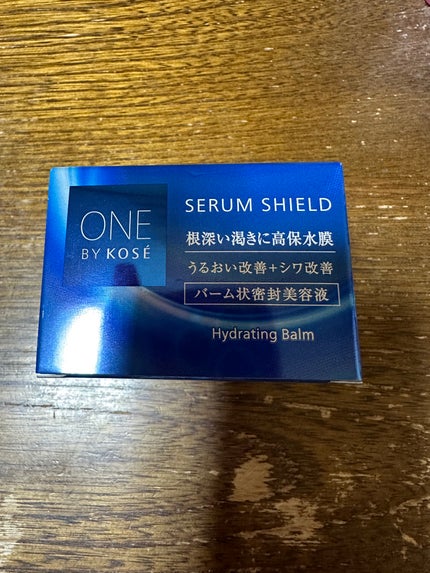 ONE
BY KOSÉ
SERUM SHIELD
根深い渇きに高保水膜
うるおい改善+シワ改善
バーム状密封美容液
Hydrating Balm